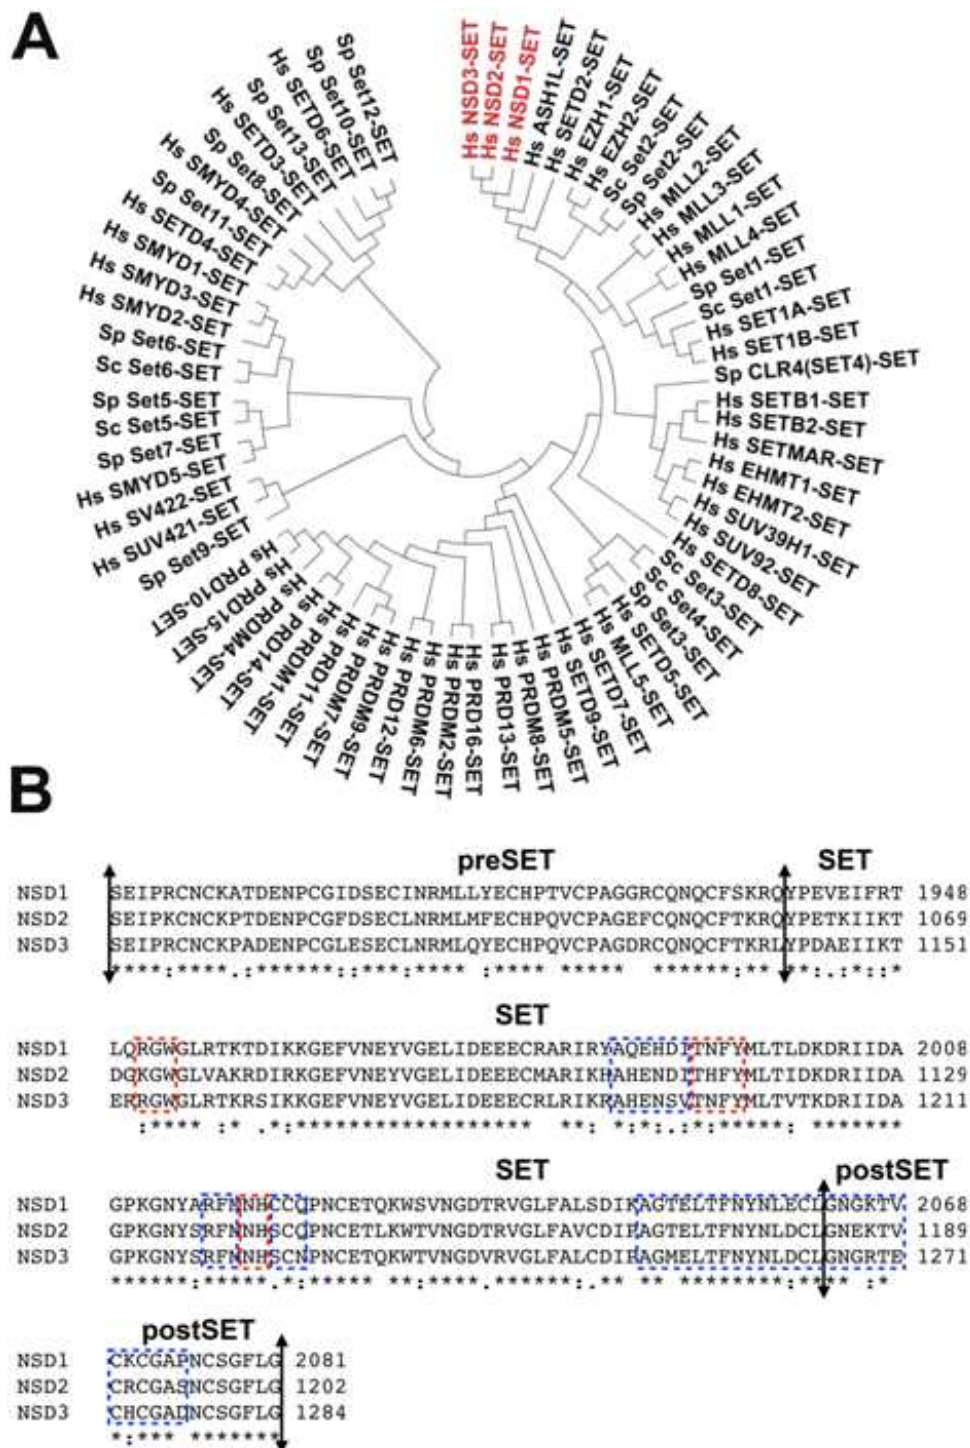 A
Hs NSD3-SET
Hs NSD2-SET
Hs NSD1-SET
Hs ASH1L-SET
Hs SETD2-SET
Hs EZH1-SET
Hs EZH2-SET
Sc Set2-SET
Sp Set2-SET
Hs MLL2-SET
Hs MLL3-SET
Hs MLL1-SET
Hs MLL4-SET
Sp Set1-SET
Sc Set1-SET
Hs SET1A-SET
Hs SET1B-SET
Sp CLR4(SET4)-SET
Hs SETB1-SET
Hs SETB2-SET
Hs SETMAR-SET
Hs EHMT1-SET
Hs EHMT2-SET
Hs SUV39H1-SET
Hs SUV92-SET
Hs SETD8-SET
Sc Set3-SET
Sc Set4-SET
Sp Set3-SET
Hs SETD5-SET
Hs MLL5-SET
Hs SETD7-SET
Hs SETD9-SET
Hs PRDM5-SET
Hs PRDM8-SET
Hs PRD13-SET
Hs PRD16-SET
Hs PRDM2-SET
Hs PRDM6-SET
Hs PRD12-SET
Hs PRDM9-SET
Hs PRDM7-SET
Hs PRD11-SET
Hs PRDM1-SET
Hs PRD14-SET
Hs PRDM4-SET
Hs PRD15-SET
Hs PRD10-SET
Sp Set9-SET
Hs SUV421-SET
Hs SV422-SET
Hs SMYD5-SET
Sp Set7-SET
Sc Set5-SET
Sp Set5-SET
Sc Set6-SET
Sp Set6-SET
Hs SMYD2-SET
Hs SMYD3-SET
Hs SMYD1-SET
Hs SETD4-SET
Sp Set11-SET
Hs SMYD4-SET
Sp Set8-SET
Hs SETD3-SET
Sp Set13-SET
Hs SETD6-SET
Sp Set10-SET
Sp Set12-SET
B
preSET SET
NSD1 SEIPRCNCKATDENPCGIDSECINRMLLYECHPTVCPAGGRCQNQCFSKRQYPEVEIFRT 1948
NSD2 SEIPKCNCKPTDENPCGFDSECLNRMLMFECHPQVCPAGEFCQNQCFTKRQYPETKIIKT 1069
NSD3 SEIPRCNCKPADENPCGLESECLNRMLQYECHPQVCPAGDRCQNQCFTKRLYPDAEIIKT 1151
****:****.:******::***:**** :**** ****** ******:** **:.:*::*
SET
NSD1 LQRGWGLRTKTDIKKGEFVNEYVGELIDEEECRARIRYAQEHDITNFYMLTLDKDRIIDA 2008
NSD2 DGKGWGLVAKRDIRKGEFVNEYVGELIDEEECMARIKHAHENDITHFYMLTIDKDRIIDA 1129
NSD3 EERGWGLRTKRSIKKGEFVNEYVGELIDEEECRLRIKRAHENSVTNFYMLTVTKDRIIDA 1211
:**** :* .*:****************** **: *:*:.:*:*****: *******
SET postSET
NSD1 GPKGNYARFMNHCCQPNCETQKWSVNGDTRVGLFALSDIKAGTELTFNYNLECLGNGKTV 2068
NSD2 GPKGNYSRFMNHSCQPNCETLKWTVNGDTRVGLFAVCDIPAGTELTFNYNLDCLGNEKTV 1189
NSD3 GPKGNYSRFMNHSCNPNCETQKWTVNGDVRVGLFALCDIPAGMELTFNYNLDCLGNGRTE 1271
******:*****.*:***** **:****.******:.** ** ********:**** :*
postSET
NSD1 CKCGAPNCSGFLG 2081
NSD2 CRCGASNCSGFLG 1202
NSD3 CHCGADNCSGFLG 1284
*:*** *******